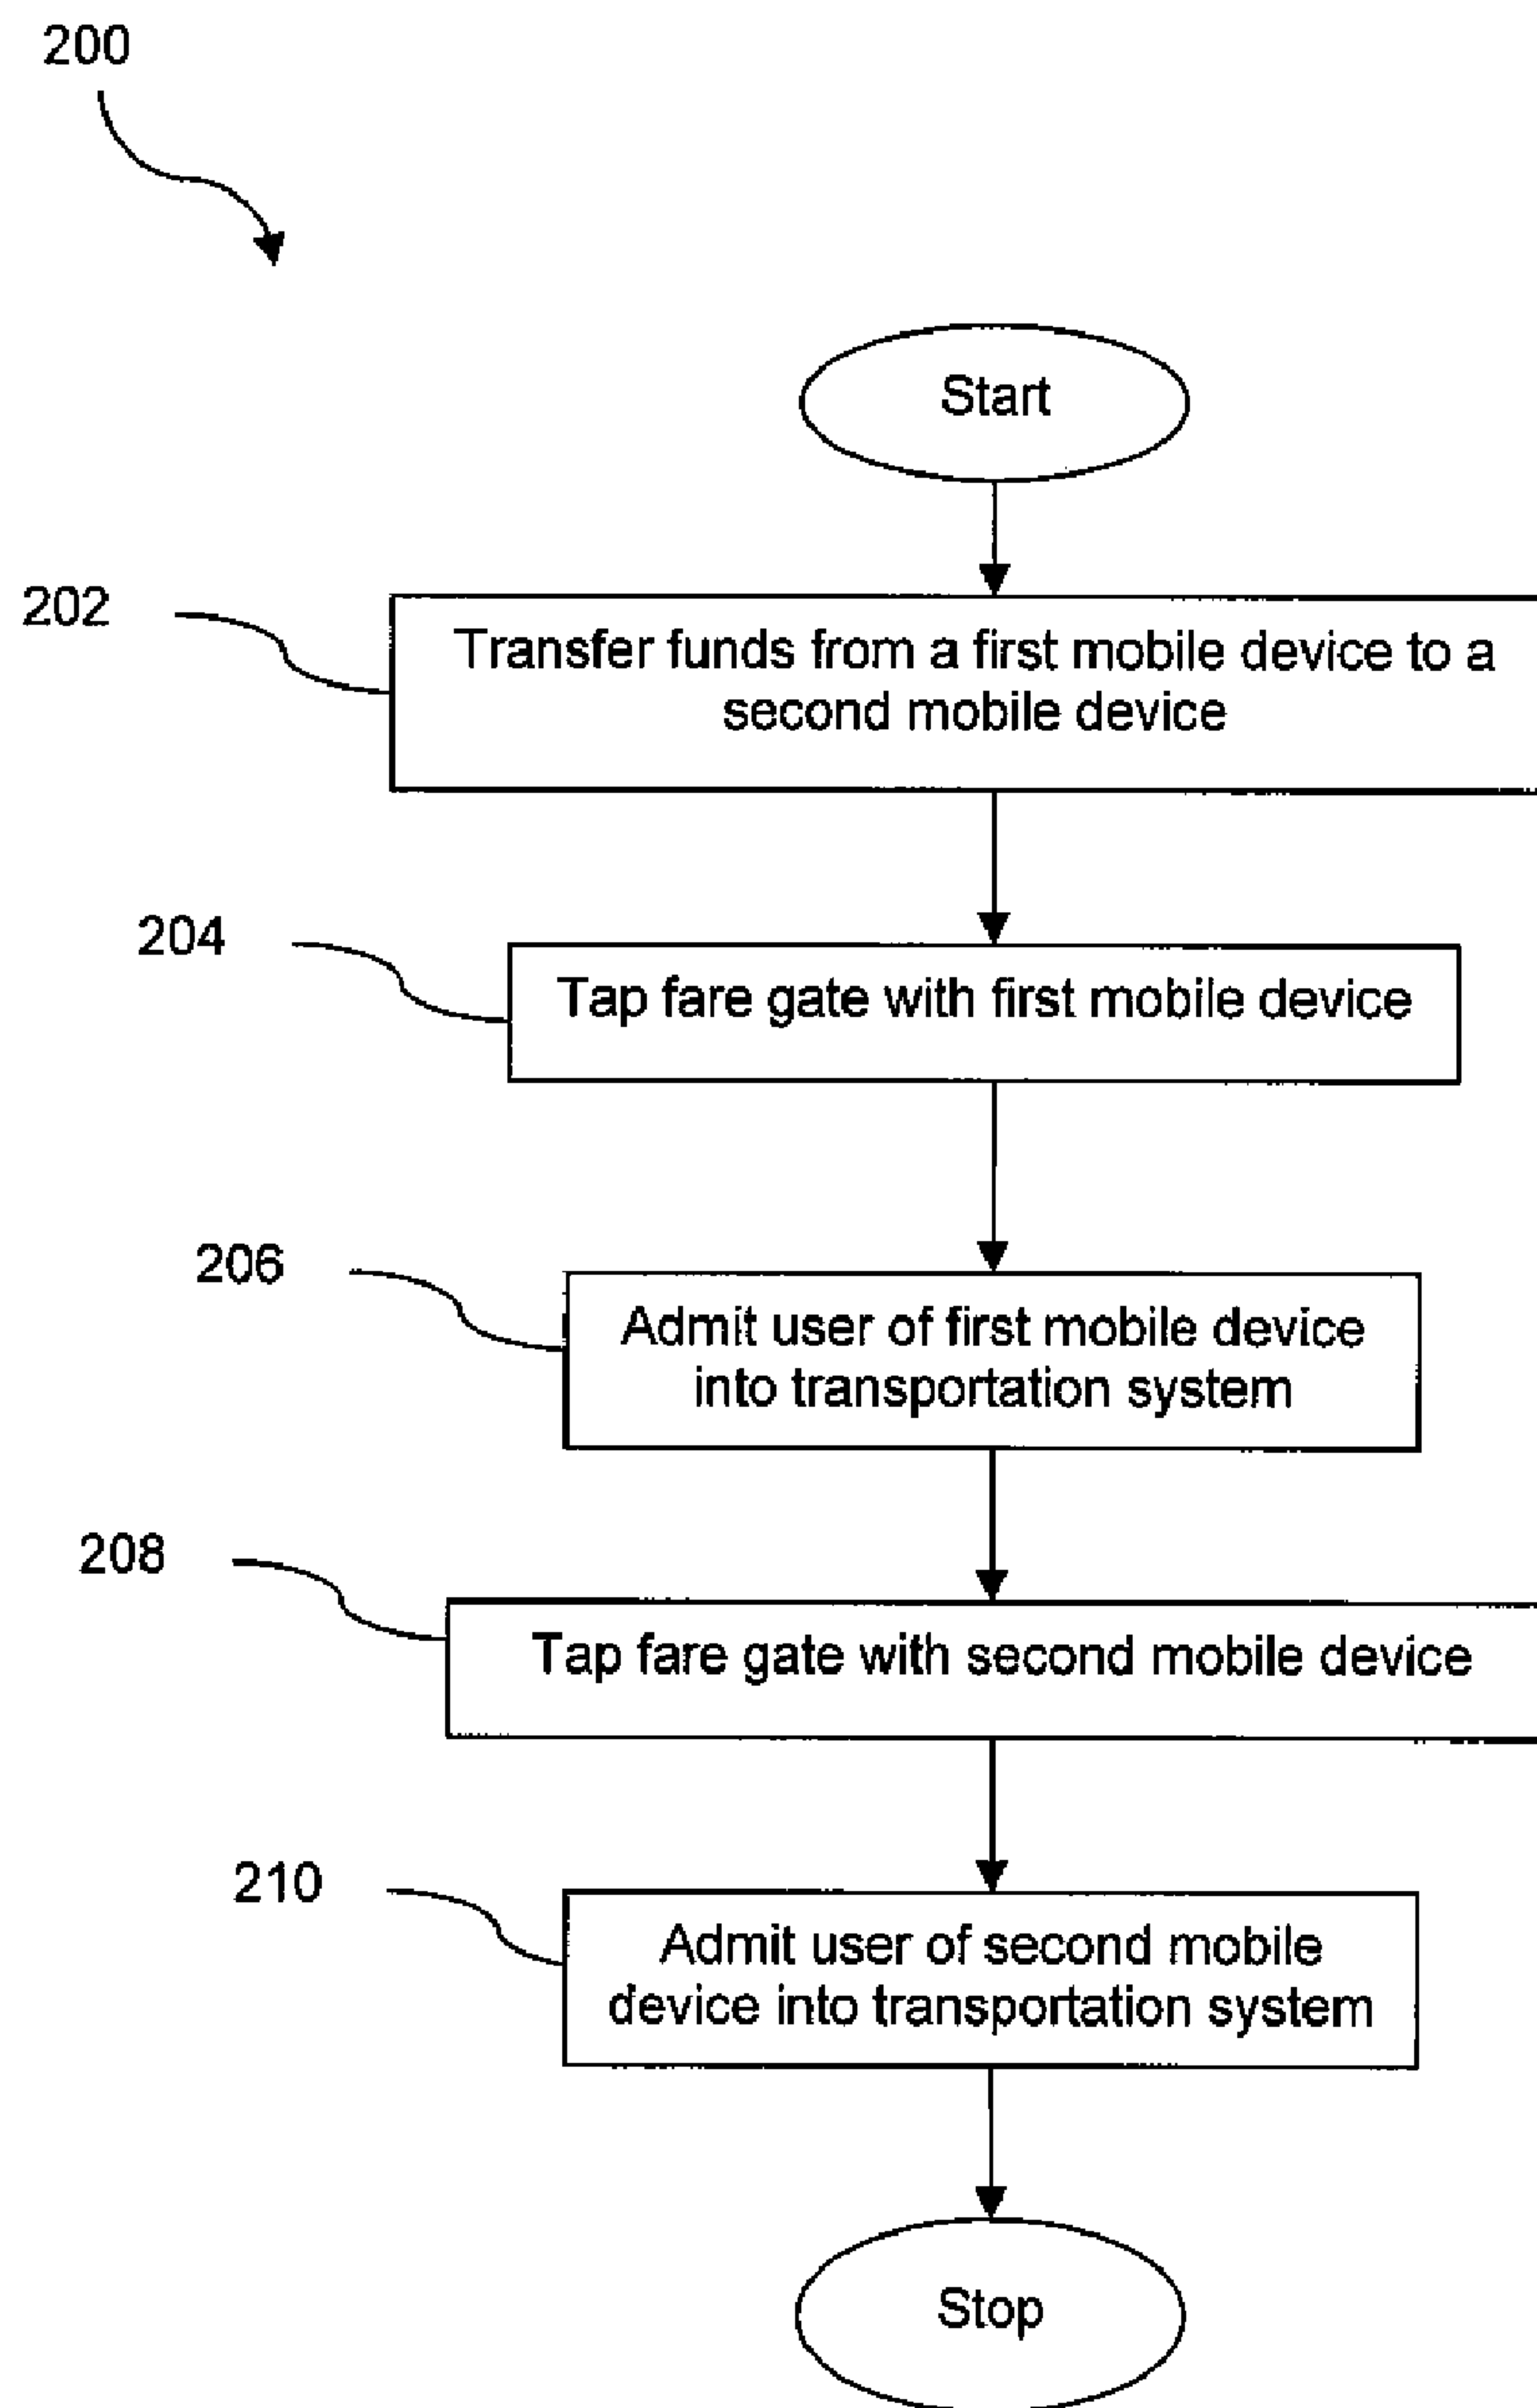 200
Start
202
Transfer funds from a first mobile device to a
second mobile device
204
Tap fare gate with first mobile device
206
Admit user of first mobile device
into transportation system
208
Tap fare gate with second mobile device
210
Admit user of second mobile
device into transportation system
Stop